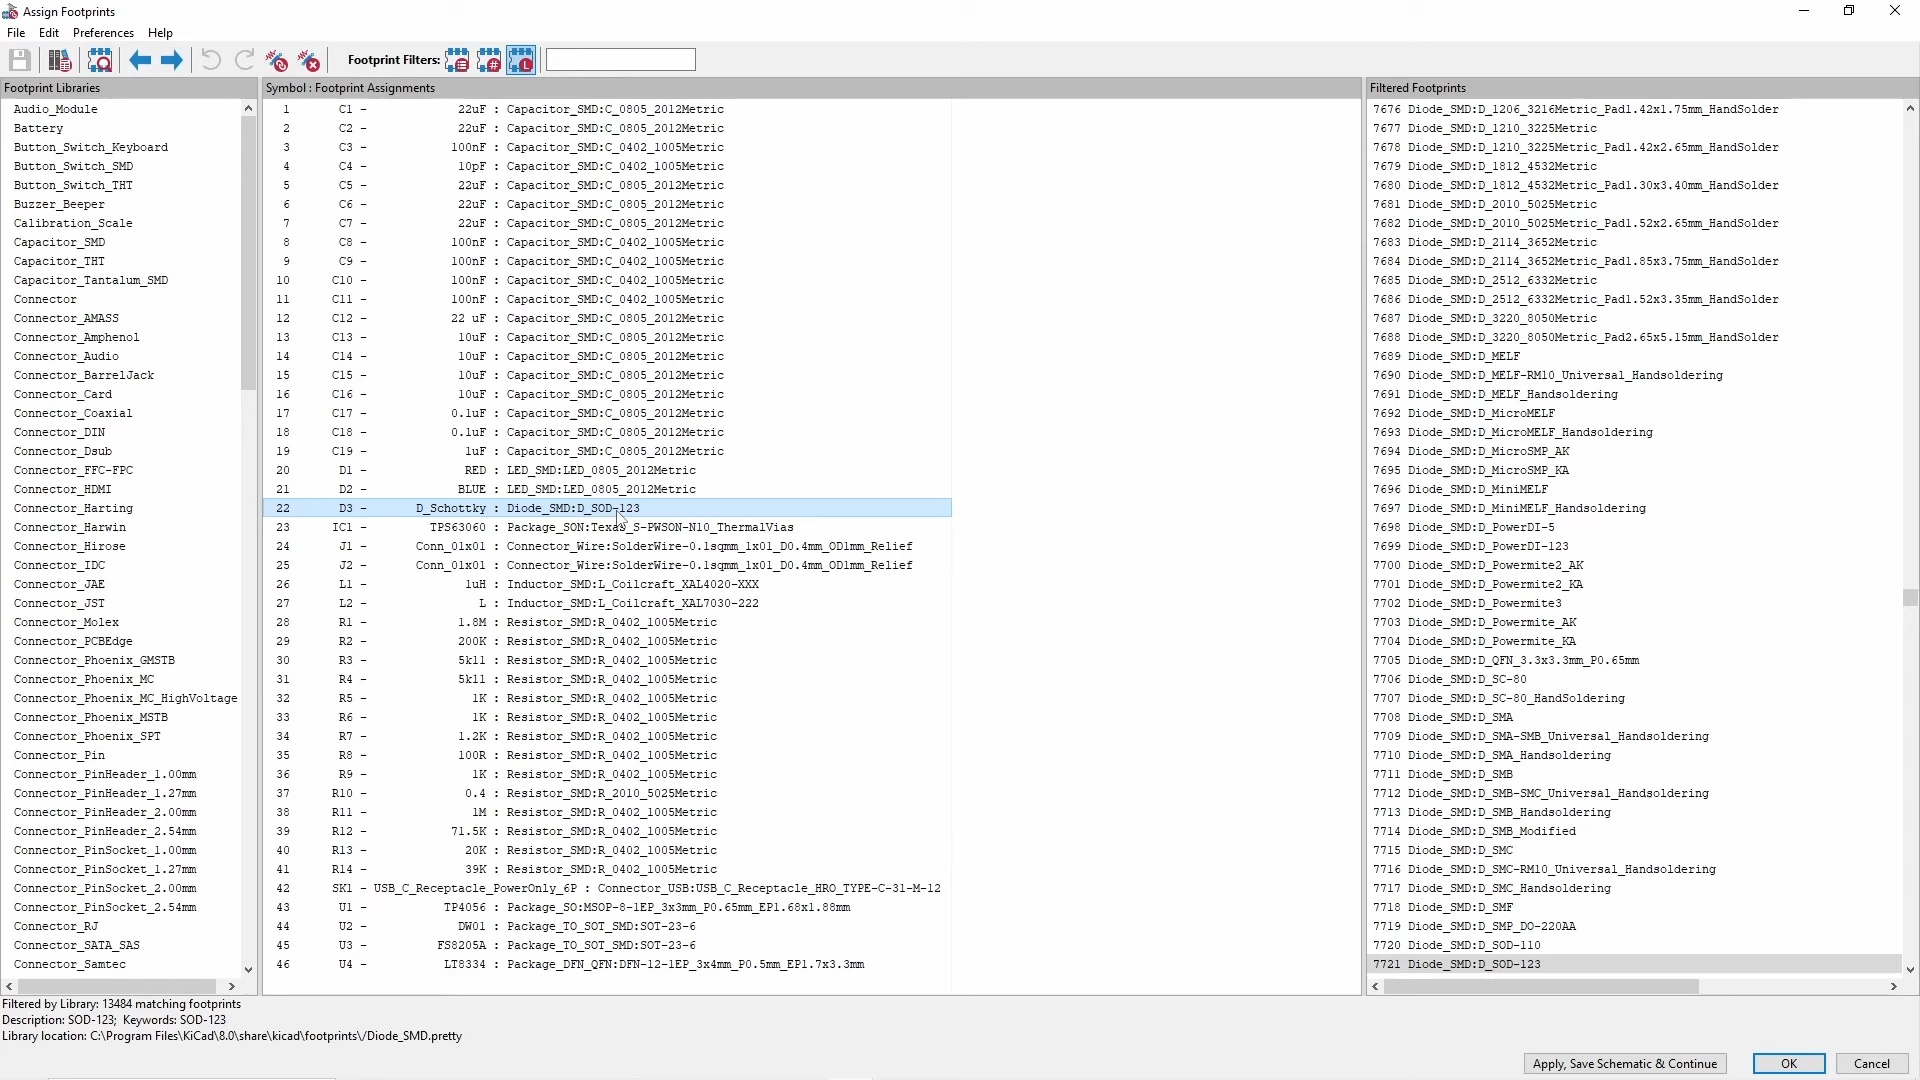 Assign Footprints
File Edit Preferences Help
Footprint Filters:
Footprint Libraries
Audio_Module
Battery
Button_Switch_Keyboard
Button_Switch_SMD
Button_Switch_THT
Buzzer_Beeper
Calibration_Scale
Capacitor_SMD
Capacitor_THT
Capacitor_Tantalum_SMD
Connector
Connector_AMASS
Connector_Amphenol
Connector_Audio
Connector_BarrelJack
Connector_Card
Connector_Coaxial
Connector_DIN
Connector_Dsub
Connector_FFC-FPC
Connector_HDMI
Connector_Harting
Connector_Harwin
Connector_Hirose
Connector_IDC
Connector_JAE
Connector_JST
Connector_Molex
Connector_PCBEdge
Connector_Phoenix_GMSTB
Connector_Phoenix_MC
Connector_Phoenix_MC_HighVoltage
Connector_Phoenix_MSTB
Connector_Phoenix_SPT
Connector_Pin
Connector_PinHeader_1.00mm
Connector_PinHeader_1.27mm
Connector_PinHeader_2.00mm
Connector_PinHeader_2.54mm
Connector_PinSocket_1.00mm
Connector_PinSocket_1.27mm
Connector_PinSocket_2.00mm
Connector_PinSocket_2.54mm
Connector_RJ
Connector_SATA_SAS
Connector_Samtec
Symbol : Footprint Assignments
1 C1 - 22uF : Capacitor_SMD:C_0805_2012Metric
2 C2 - 22uF : Capacitor_SMD:C_0805_2012Metric
3 C3 - 100nF : Capacitor_SMD:C_0402_1005Metric
4 C4 - 10pF : Capacitor_SMD:C_0402_1005Metric
5 C5 - 22uF : Capacitor_SMD:C_0805_2012Metric
6 C6 - 22uF : Capacitor_SMD:C_0805_2012Metric
7 C7 - 22uF : Capacitor_SMD:C_0805_2012Metric
8 C8 - 100nF : Capacitor_SMD:C_0402_1005Metric
9 C9 - 100nF : Capacitor_SMD:C_0402_1005Metric
10 C10 - 100nF : Capacitor_SMD:C_0402_1005Metric
11 C11 - 100nF : Capacitor_SMD:C_0402_1005Metric
12 C12 - 22 uF : Capacitor_SMD:C_0805_2012Metric
13 C13 - 10uF : Capacitor_SMD:C_0805_2012Metric
14 C14 - 10uF : Capacitor_SMD:C_0805_2012Metric
15 C15 - 10uF : Capacitor_SMD:C_0805_2012Metric
16 C16 - 10uF : Capacitor_SMD:C_0805_2012Metric
17 C17 - 0.1uF : Capacitor_SMD:C_0805_2012Metric
18 C18 - 0.1uF : Capacitor_SMD:C_0805_2012Metric
19 C19 - 1uF : Capacitor_SMD:C_0805_2012Metric
20 D1 - RED : LED_SMD:LED_0805_2012Metric
21 D2 - BLUE : LED_SMD:LED_0805_2012Metric
22 D3 - D_Schottky : Diode_SMD:D_SOD-123
23 IC1 - TPS63060 : Package_SON:Texas_S-PWSON-N10_ThermalVias
24 J1 - Conn_01x01 : Connector_Wire:SolderWire-0.1sqmm_1x01_D0.4mm_OD1mm_Relief
25 J2 - Conn_01x01 : Connector_Wire:SolderWire-0.1sqmm_1x01_D0.4mm_OD1mm_Relief
26 L1 - 1uH : Inductor_SMD:L_Coilcraft_XAL4020-XXX
27 L2 - L : Inductor_SMD:L_Coilcraft_XAL7030-222
28 R1 - 1.8M : Resistor_SMD:R_0402_1005Metric
29 R2 - 200K : Resistor_SMD:R_0402_1005Metric
30 R3 - 5k11 : Resistor_SMD:R_0402_1005Metric
31 R4 - 5k11 : Resistor_SMD:R_0402_1005Metric
32 R5 - 1K : Resistor_SMD:R_0402_1005Metric
33 R6 - 1K : Resistor_SMD:R_0402_1005Metric
34 R7 - 1.2K : Resistor_SMD:R_0402_1005Metric
35 R8 - 100R : Resistor_SMD:R_0402_1005Metric
36 R9 - 1K : Resistor_SMD:R_0402_1005Metric
37 R10 - 0.4 : Resistor_SMD:R_2010_5025Metric
38 R11 - 1M : Resistor_SMD:R_0402_1005Metric
39 R12 - 71.5K : Resistor_SMD:R_0402_1005Metric
40 R13 - 20K : Resistor_SMD:R_0402_1005Metric
41 R14 - 39K : Resistor_SMD:R_0402_1005Metric
42 SK1 - USB_C_Receptacle_PowerOnly_6P : Connector_USB:USB_C_Receptacle_HRO_TYPE-C-31-M-12
43 U1 - TP4056 : Package_SO:MSOP-8-1EP_3x3mm_P0.65mm_EP1.68x1.88mm
44 U2 - DW01 : Package_TO_SOT_SMD:SOT-23-6
45 U3 - FS8205A : Package_TO_SOT_SMD:SOT-23-6
46 U4 - LT8334 : Package_DFN_QFN:DFN-12-1EP_3x4mm_P0.5mm_EP1.7x3.3mm
Filtered Footprints
7676 Diode_SMD:D_1206_3216Metric_Pad1.42x1.75mm_HandSolder
7677 Diode_SMD:D_1210_3225Metric
7678 Diode_SMD:D_1210_3225Metric_Pad1.42x2.65mm_HandSolder
7679 Diode_SMD:D_1812_4532Metric
7680 Diode_SMD:D_1812_4532Metric_Pad1.30x3.40mm_HandSolder
7681 Diode_SMD:D_2010_5025Metric
7682 Diode_SMD:D_2010_5025Metric_Pad1.52x2.65mm_HandSolder
7683 Diode_SMD:D_2114_3652Metric
7684 Diode_SMD:D_2114_3652Metric_Pad1.85x3.75mm_HandSolder
7685 Diode_SMD:D_2512_6332Metric
7686 Diode_SMD:D_2512_6332Metric_Pad1.52x3.35mm_HandSolder
7687 Diode_SMD:D_3220_8050Metric
7688 Diode_SMD:D_3220_8050Metric_Pad2.65x5.15mm_HandSolder
7689 Diode_SMD:D_MELF
7690 Diode_SMD:D_MELF-RM10_Universal_Handsoldering
7691 Diode_SMD:D_MELF_Handsoldering
7692 Diode_SMD:D_MicroMELF
7693 Diode_SMD:D_MicroMELF_Handsoldering
7694 Diode_SMD:D_MicroSMP_AK
7695 Diode_SMD:D_MicroSMP_KA
7696 Diode_SMD:D_MiniMELF
7697 Diode_SMD:D_MiniMELF_Handsoldering
7698 Diode_SMD:D_PowerDI-5
7699 Diode_SMD:D_PowerDI-123
7700 Diode_SMD:D_Powermite2_AK
7701 Diode_SMD:D_Powermite2_KA
7702 Diode_SMD:D_Powermite3
7703 Diode_SMD:D_Powermite_AK
7704 Diode_SMD:D_Powermite_KA
7705 Diode_SMD:D_QFN_3.3x3.3mm_P0.65mm
7706 Diode_SMD:D_SC-80
7707 Diode_SMD:D_SC-80_HandSoldering
7708 Diode_SMD:D_SMA
7709 Diode_SMD:D_SMA-SMB_Universal_Handsoldering
7710 Diode_SMD:D_SMA_Handsoldering
7711 Diode_SMD:D_SMB
7712 Diode_SMD:D_SMB-SMC_Universal_Handsoldering
7713 Diode_SMD:D_SMB_Handsoldering
7714 Diode_SMD:D_SMB_Modified
7715 Diode_SMD:D_SMC
7716 Diode_SMD:D_SMC-RM10_Universal_Handsoldering
7717 Diode_SMD:D_SMC_Handsoldering
7718 Diode_SMD:D_SMF
7719 Diode_SMD:D_SMP_DO-220AA
7720 Diode_SMD:D_SOD-110
7721 Diode_SMD:D_SOD-123
Filtered by Library: 13484 matching footprints
Description: SOD-123; Keywords: SOD-123
Library location: C:\Program Files\KiCad\8.0\share\kicad\footprints\/Diode_SMD.pretty
Apply, Save Schematic & Continue
OK
Cancel